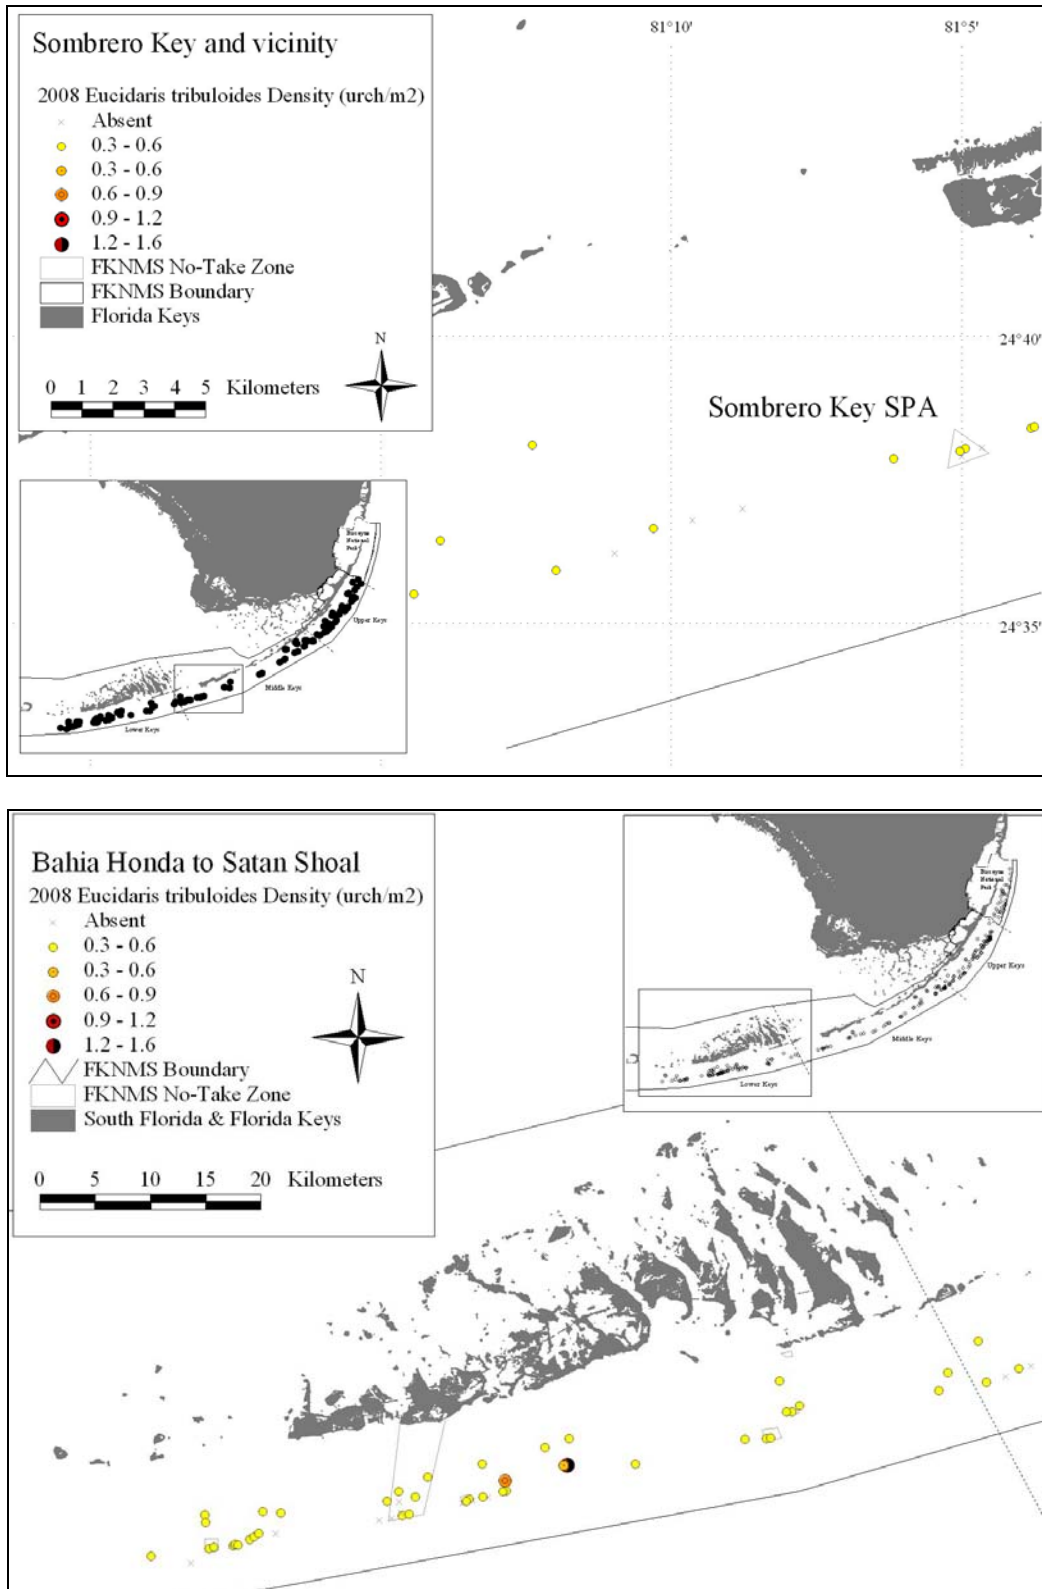 81°10'
81°5'
Sombrero Key and vicinity
2008 Eucidaris tribuloides Density (urch/m2)
Absent
0.3 - 0.6
0.3 - 0.6
0.6 - 0.9
0.9 - 1.2
1.2 - 1.6
FKNMS No-Take Zone
FKNMS Boundary
Florida Keys
N
0 1 2 3 4 5 Kilometers
24°40'
Sombrero Key SPA
24°35'
Biscayne
National
Park
Upper Keys
Middle Keys
Lower Keys
Bahia Honda to Satan Shoal
2008 Eucidaris tribuloides Density (urch/m2)
Absent
0.3 - 0.6
0.3 - 0.6
0.6 - 0.9
0.9 - 1.2
1.2 - 1.6
FKNMS Boundary
FKNMS No-Take Zone
South Florida & Florida Keys
N
0 5 10 15 20 Kilometers
Biscayne
National
Park
Upper Keys
Middle Keys
Lower Keys